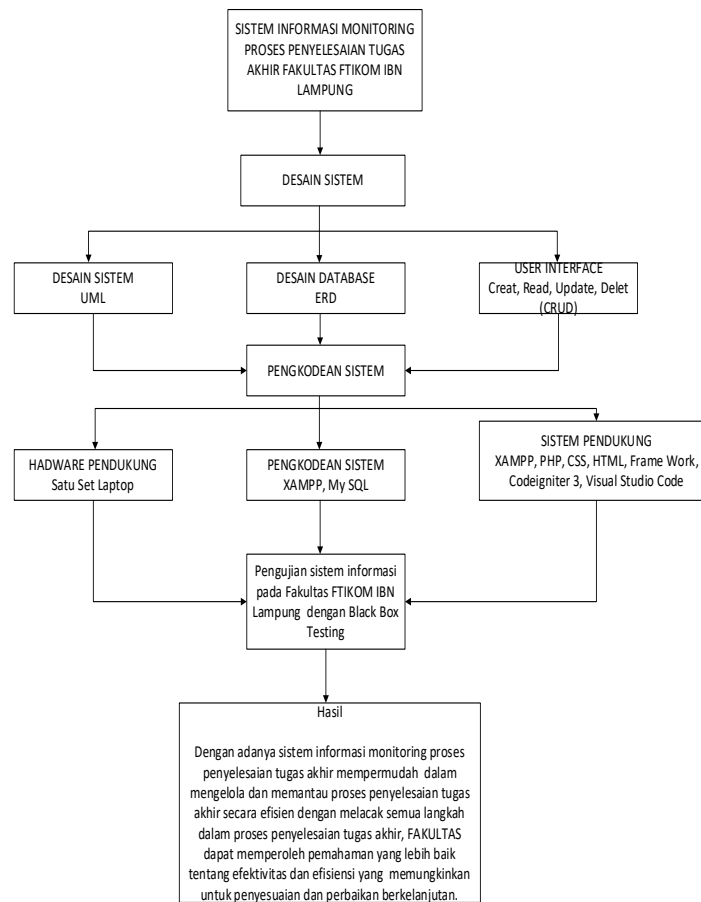 SISTEM INFORMASI MONITORING
PROSES PENYELESAIAN TUGAS
AKHIR FAKULTAS FTIKOM IBN
LAMPUNG
DESAIN SISTEM
DESAIN SISTEM
UML
DESAIN DATABASE
ERD
USER INTERFACE
Creat, Read, Update, Delet
(CRUD)
PENGKODEAN SISTEM
HADWARE PENDUKUNG
Satu Set Laptop
PENGKODEAN SISTEM
XAMPP, My SQL
SISTEM PENDUKUNG
XAMPP, PHP, CSS, HTML, Frame Work,
Codeigniter 3, Visual Studio Code
Pengujian sistem informasi
pada Fakultas FTIKOM IBN
Lampung dengan Black Box
Testing
Hasil
Dengan adanya sistem informasi monitoring proses
penyelesaian tugas akhir mempermudah dalam
mengelola dan memantau proses penyelesaian tugas
akhir secara efisien dengan melacak semua langkah
dalam proses penyelesaian tugas akhir, FAKULTAS
dapat memperoleh pemahaman yang lebih baik
tentang efektivitas dan efisiensi yang memungkinkan
untuk penyesuaian dan perbaikan berkelanjutan.